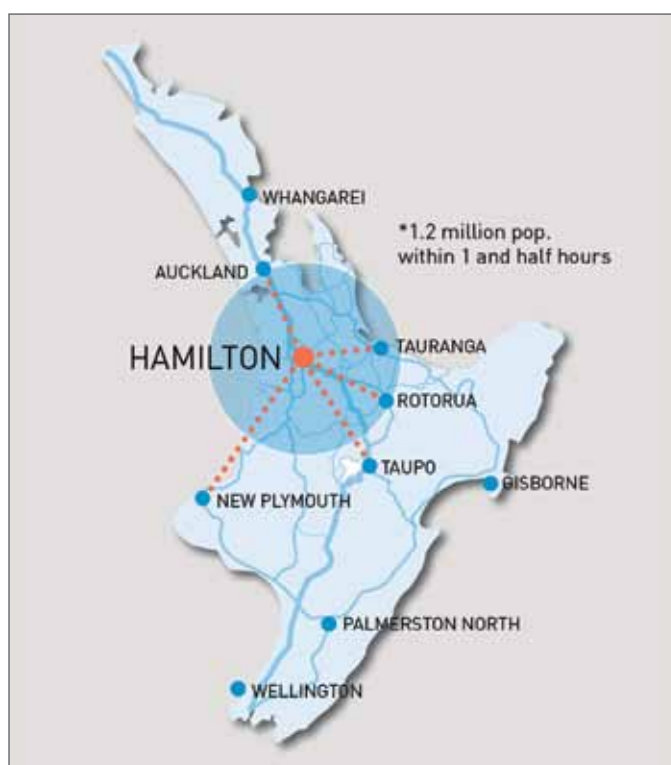 WHANGAREI
*1.2 million pop.
within 1 and half hours
AUCKLAND
HAMILTON
TAURANGA
ROTORUA
TAUPO
GISBORNE
NEW PLYMOUTH
PALMERSTON NORTH
WELLINGTON